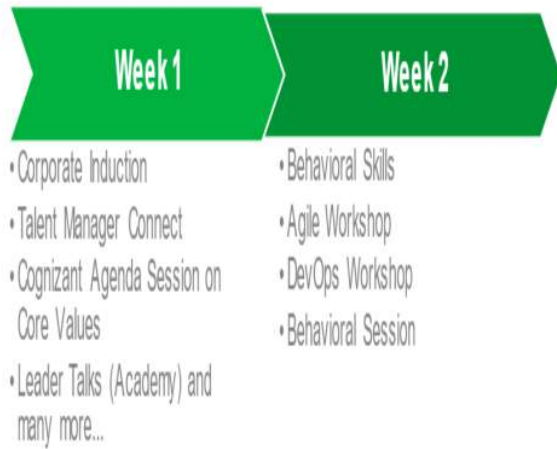 Week 1
• Corporate Induction
• Talent Manager Connect
• Cognizant Agenda Session on
Core Values
• Leader Talks (Academy) and
many more...
Week 2
• Behavioral Skills
• Agile Workshop
• DevOps Workshop
• Behavioral Session